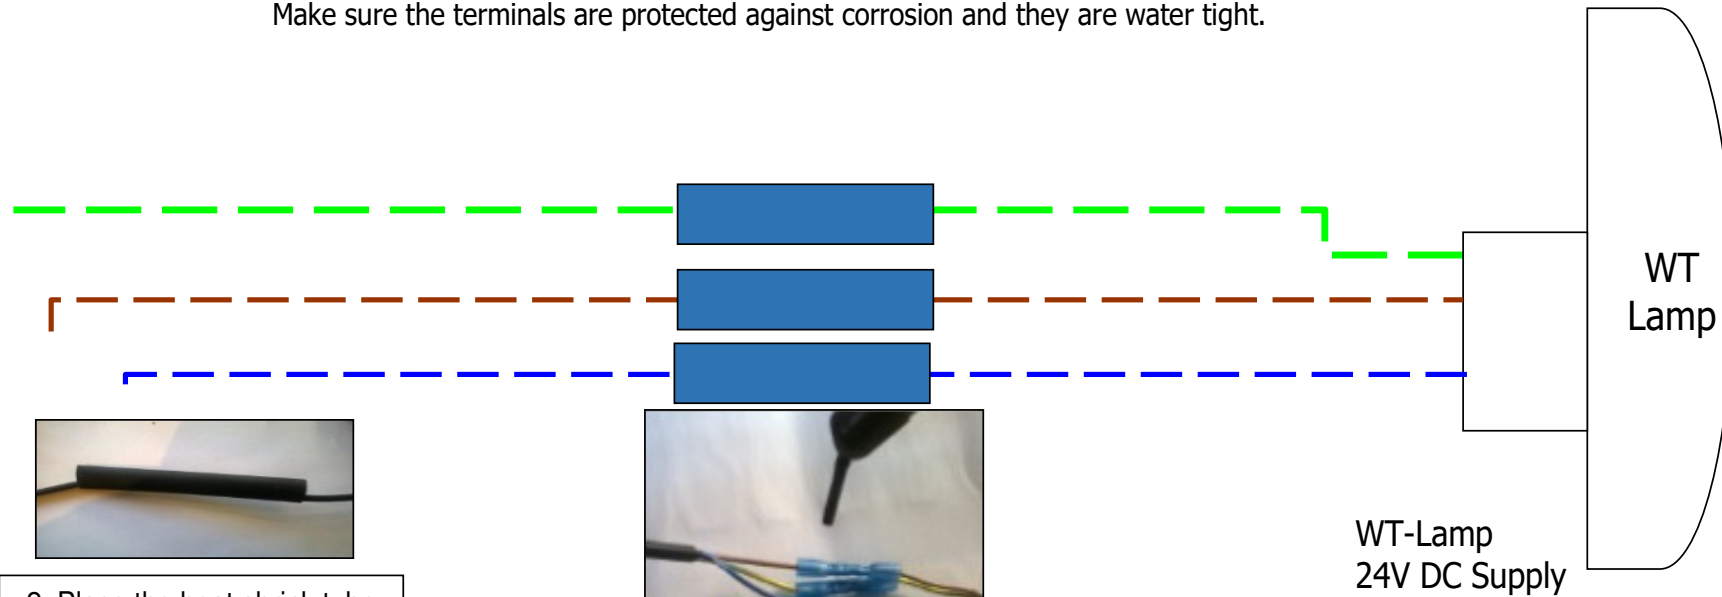 Make sure the terminals are protected against corrosion and they are water tight.
WT
Lamp
WT-Lamp
24V DC Supply